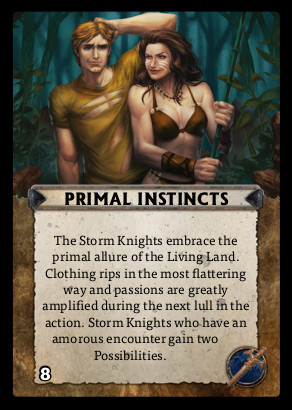 PRIMAL INSTINCTS
The Storm Knights embrace the
primal allure of the Living Land.
Clothing rips in the most flattering
way and passions are greatly
amplified during the next lull in the
action. Storm Knights who have an
amorous encounter gain two
Possibilities.
8